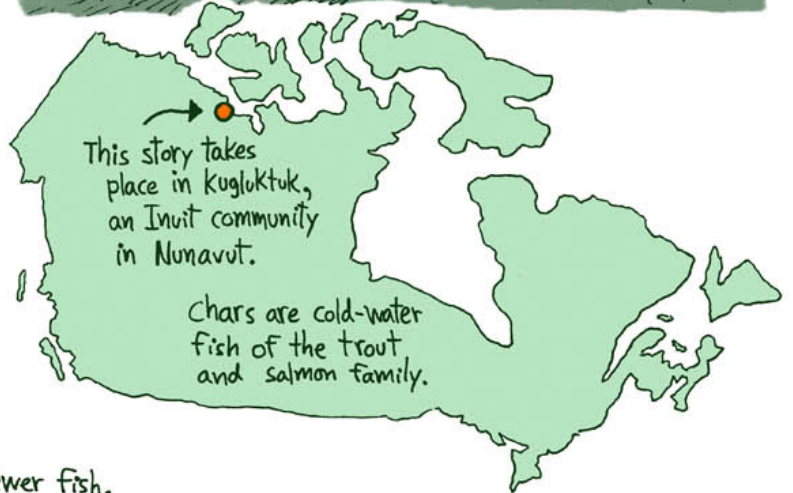 This story takes
place in Kugluktuk,
an Inuit community
in Nunavut.
Chars are cold-water
fish of the trout
and salmon family.
fish.